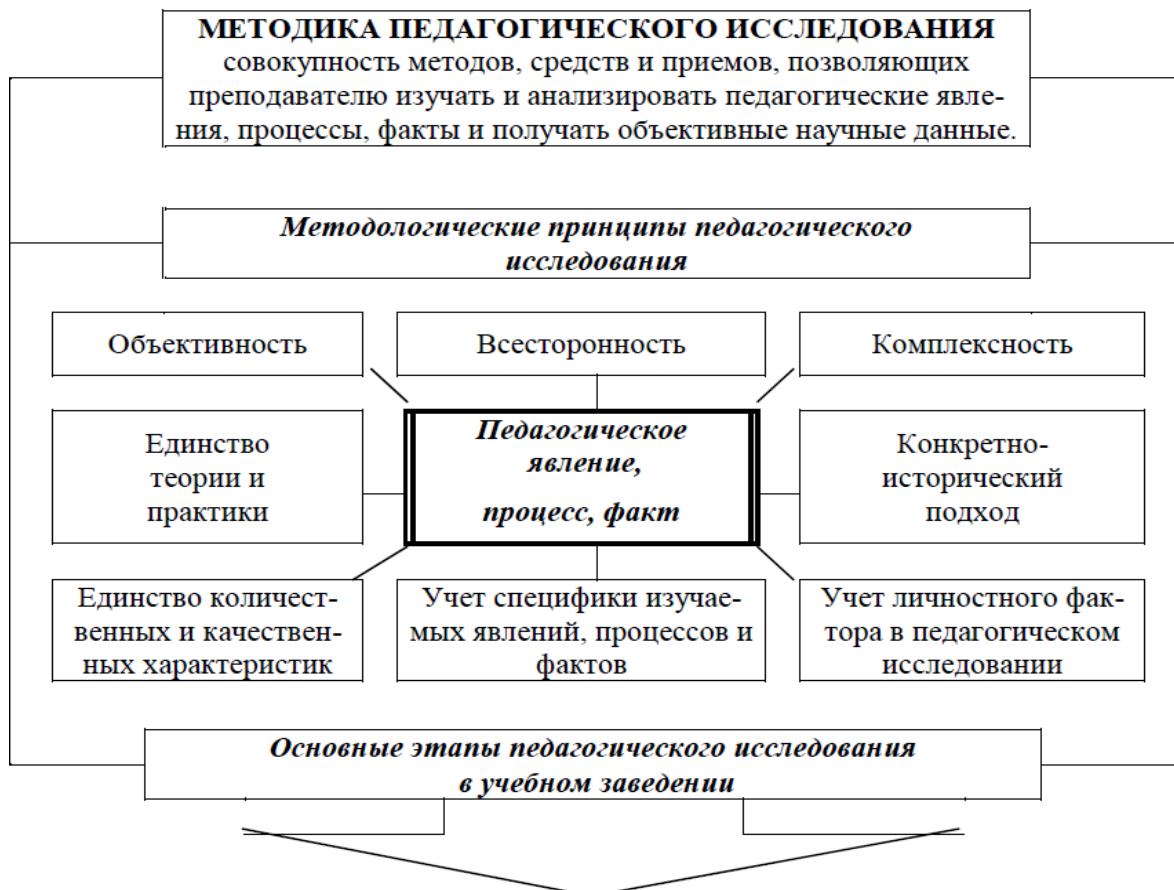 МЕТОДИКА ПЕДАГОГИЧЕСКОГО ИССЛЕДОВАНИЯ
совокупность методов, средств и приемов, позволяющих
преподавателю изучать и анализировать педагогические явле-
ния, процессы, факты и получать объективные научные данные.
Методологические принципы педагогического
исследования
Объективность
Всесторонность
Комплексность
Единство
теории и
практики
Педагогическое
явление,
процесс, факт
Конкретно-
исторический
подход
Единство количест-
венных и качествен-
ных характеристик
Учет специфики изучае-
мых явлений, процессов и
фактов
Учет личностного фак-
тора в педагогическом
исследовании
Основные этапы педагогического исследования
в учебном заведении